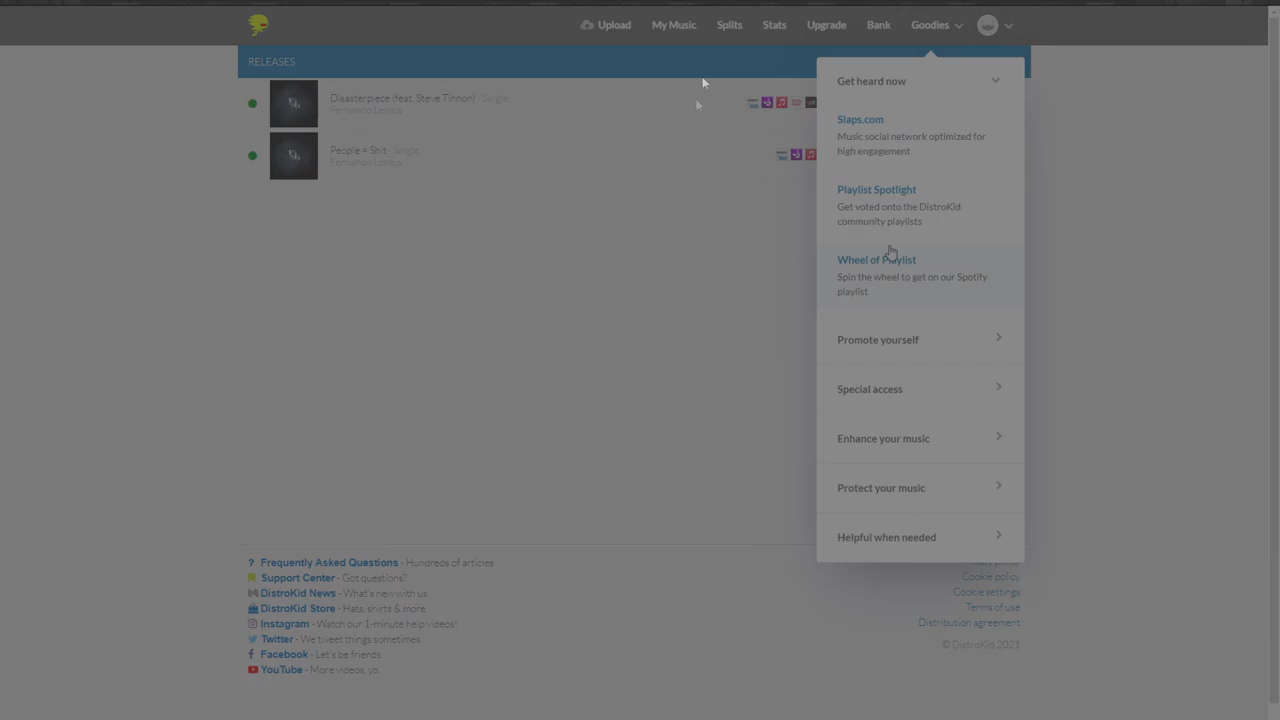 Upload My Music Splits Stats Upgrade Bank Goodies
RELEASES
Disasterpiece (feat. Steve Tinnon) - Single
Fernando Lemus
People = Shit - Single
Fernando Lemus
Get heard now
Slaps.com
Music social network optimized for
high engagement
Playlist Spotlight
Get voted onto the DistroKid
community playlists
Wheel of Playlist
Spin the wheel to get on our Spotify
playlist
Promote yourself
Special access
Enhance your music
Protect your music
Helpful when needed
? Frequently Asked Questions - Hundreds of articles
Support Center - Got questions?
DistroKid News - What's new with us
DistroKid Store - Hats, shirts & more
Instagram - Watch our 1-minute help videos!
Twitter - We tweet things sometimes
Facebook - Let's be friends
YouTube - More videos, yo.
Privacy policy
Cookie policy
Cookie settings
Terms of use
Distribution agreement
© DistroKid 2021